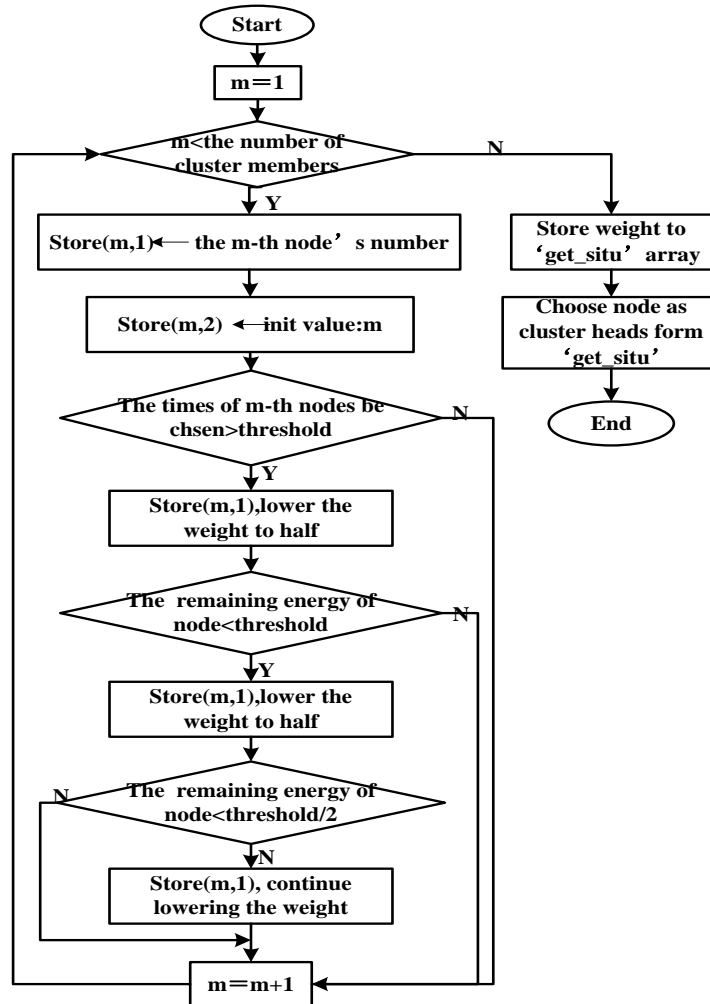 Start
m＝1
m<the number of
cluster members
N
Y
Store(m,1)← the m-th node’s number
Store weight to
‘get_situ’ array
Store(m,2) ←init value:m
Choose node as
cluster heads form
‘get_situ’
The times of m-th nodes be
chsen>threshold
N
End
Y
Store(m,1),lower the
weight to half
The remaining energy of
node<threshold
N
Y
Store(m,1),lower the
weight to half
N
The remaining energy of
node<threshold/2
N
Store(m,1), continue
lowering the weight
m＝m+1